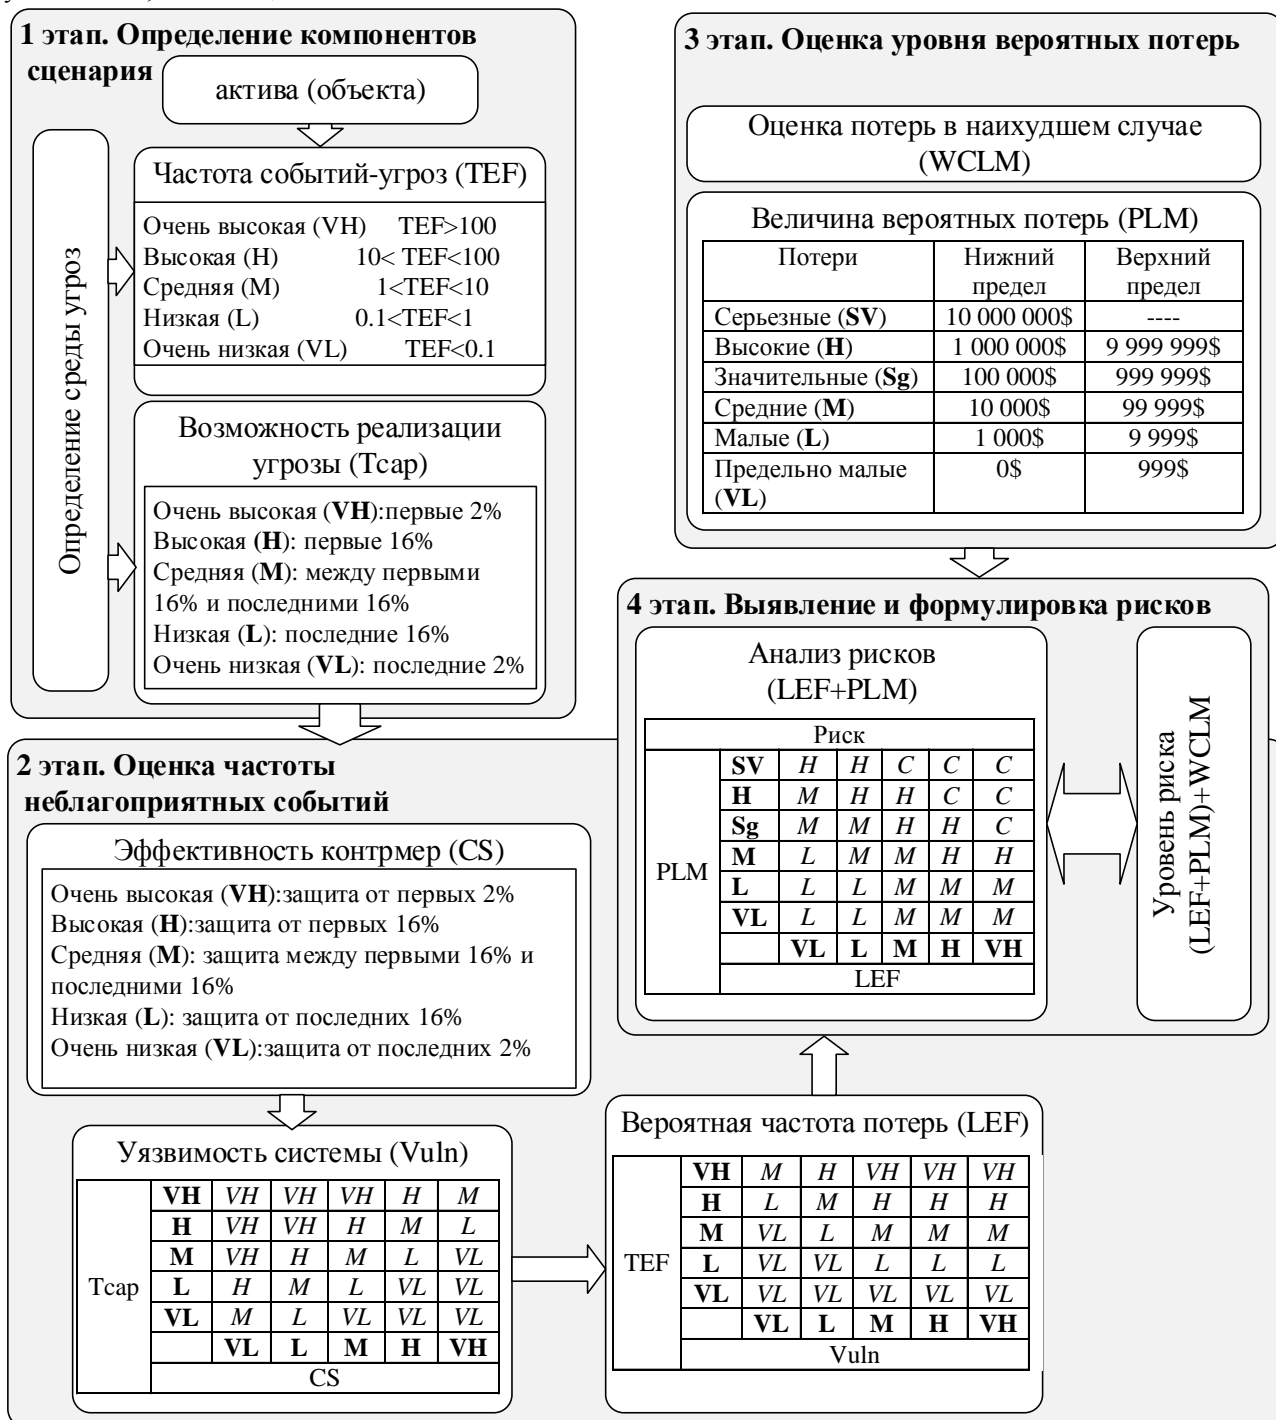 1 этап. Определение компонентов
сценария
актива (объекта)
Определение среды угроз
Частота событий-угроз (TEF)
Очень высокая (VH) TEF>100
Высокая (H) 10< TEF<100
Средняя (M) 1<TEF<10
Низкая (L) 0.1<TEF<1
Очень низкая (VL) TEF<0.1
Возможность реализации
угрозы (Tcap)
Очень высокая (VH):первые 2%
Высокая (H): первые 16%
Средняя (M): между первыми
16% и последними 16%
Низкая (L): последние 16%
Очень низкая (VL): последние 2%
2 этап. Оценка частоты
неблагоприятных событий
Эффективность контрмер (CS)
Очень высокая (VH):защита от первых 2%
Высокая (H):защита от первых 16%
Средняя (M): защита между первыми 16% и
последними 16%
Низкая (L): защита от последних 16%
Очень низкая (VL):защита от последних 2%
Уязвимость системы (Vuln)
Tcap
VH VH VH VH H M
H VH VH H M L
M VH H M L VL
L H M L VL VL
VL M L VL VL VL
VL L M H VH
CS
Вероятная частота потерь (LEF)
TEF
VH M H VH VH VH
H L M H H H
M VL L M M M
L VL VL L L L
VL VL VL VL VL VL
VL L M H VH
Vuln
3 этап. Оценка уровня вероятных потерь
Оценка потерь в наихудшем случае
(WCLM)
Величина вероятных потерь (PLM)
Потери Нижний Верхний
предел предел
Серьезные (SV) 10 000 000$ ----
Высокие (H) 1 000 000$ 9 999 999$
Значительные (Sg) 100 000$ 999 999$
Средние (M) 10 000$ 99 999$
Малые (L) 1 000$ 9 999$
Предельно малые 0$ 999$
(VL)
4 этап. Выявление и формулировка рисков
Анализ рисков
(LEF+PLM)
Риск
PLM
SV H H C C C
H M H H C C
Sg M M H H C
M L M M H H
L L L M M M
VL L L M M M
VL L M H VH
LEF
Уровень риска
(LEF+PLM)+WCLM